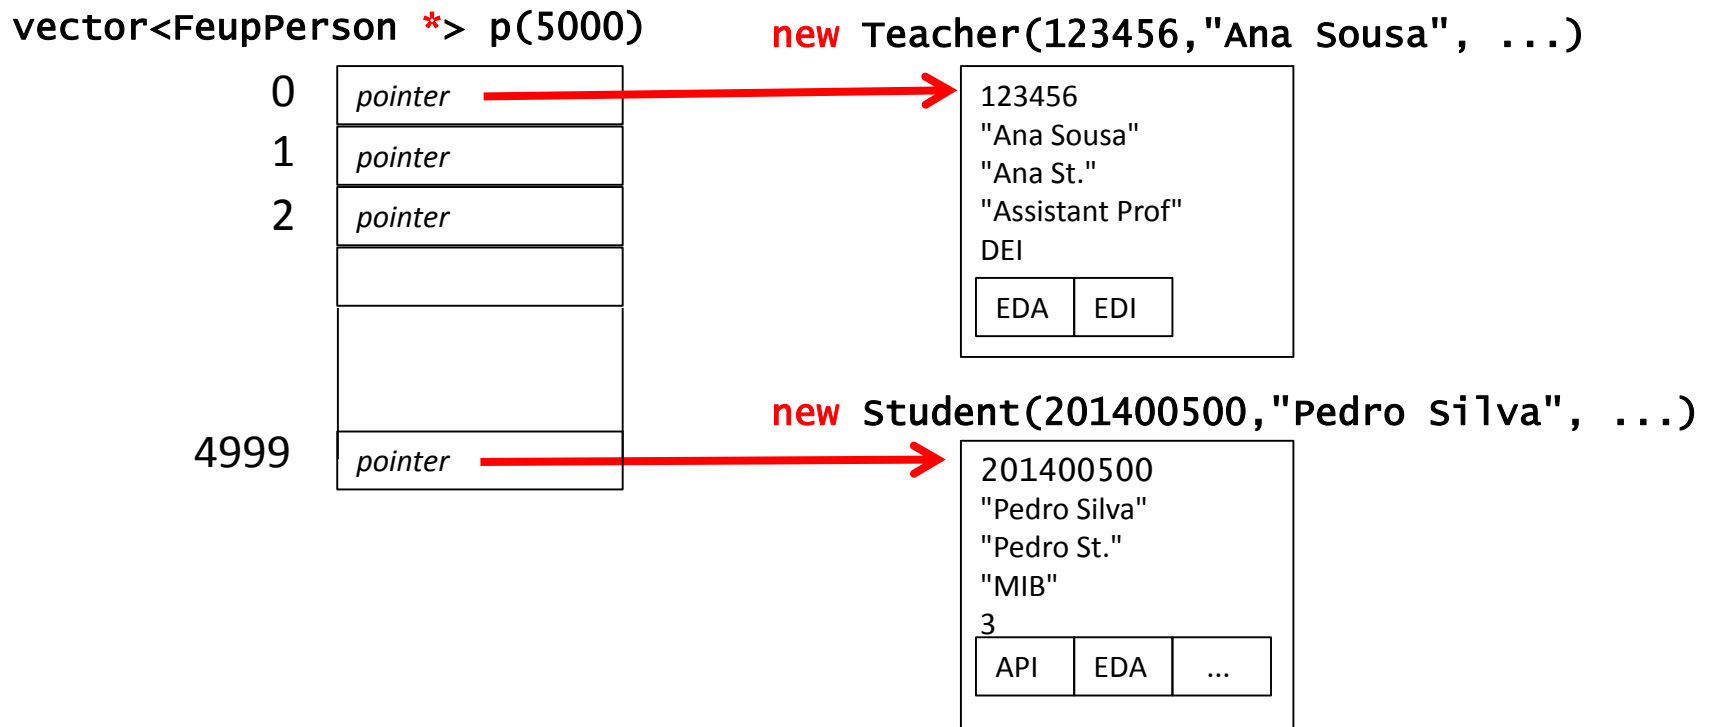 vector<FeupPerson *> p(5000)
new Teacher(123456,"Ana Sousa", ...)
0 pointer
1 pointer
2 pointer
4999 pointer
123456
"Ana Sousa"
"Ana St."
"Assistant Prof"
DEI
EDA EDI
new Student(201400500,"Pedro Silva", ...)
201400500
"Pedro Silva"
"Pedro St."
"MIB"
3
API EDA ...